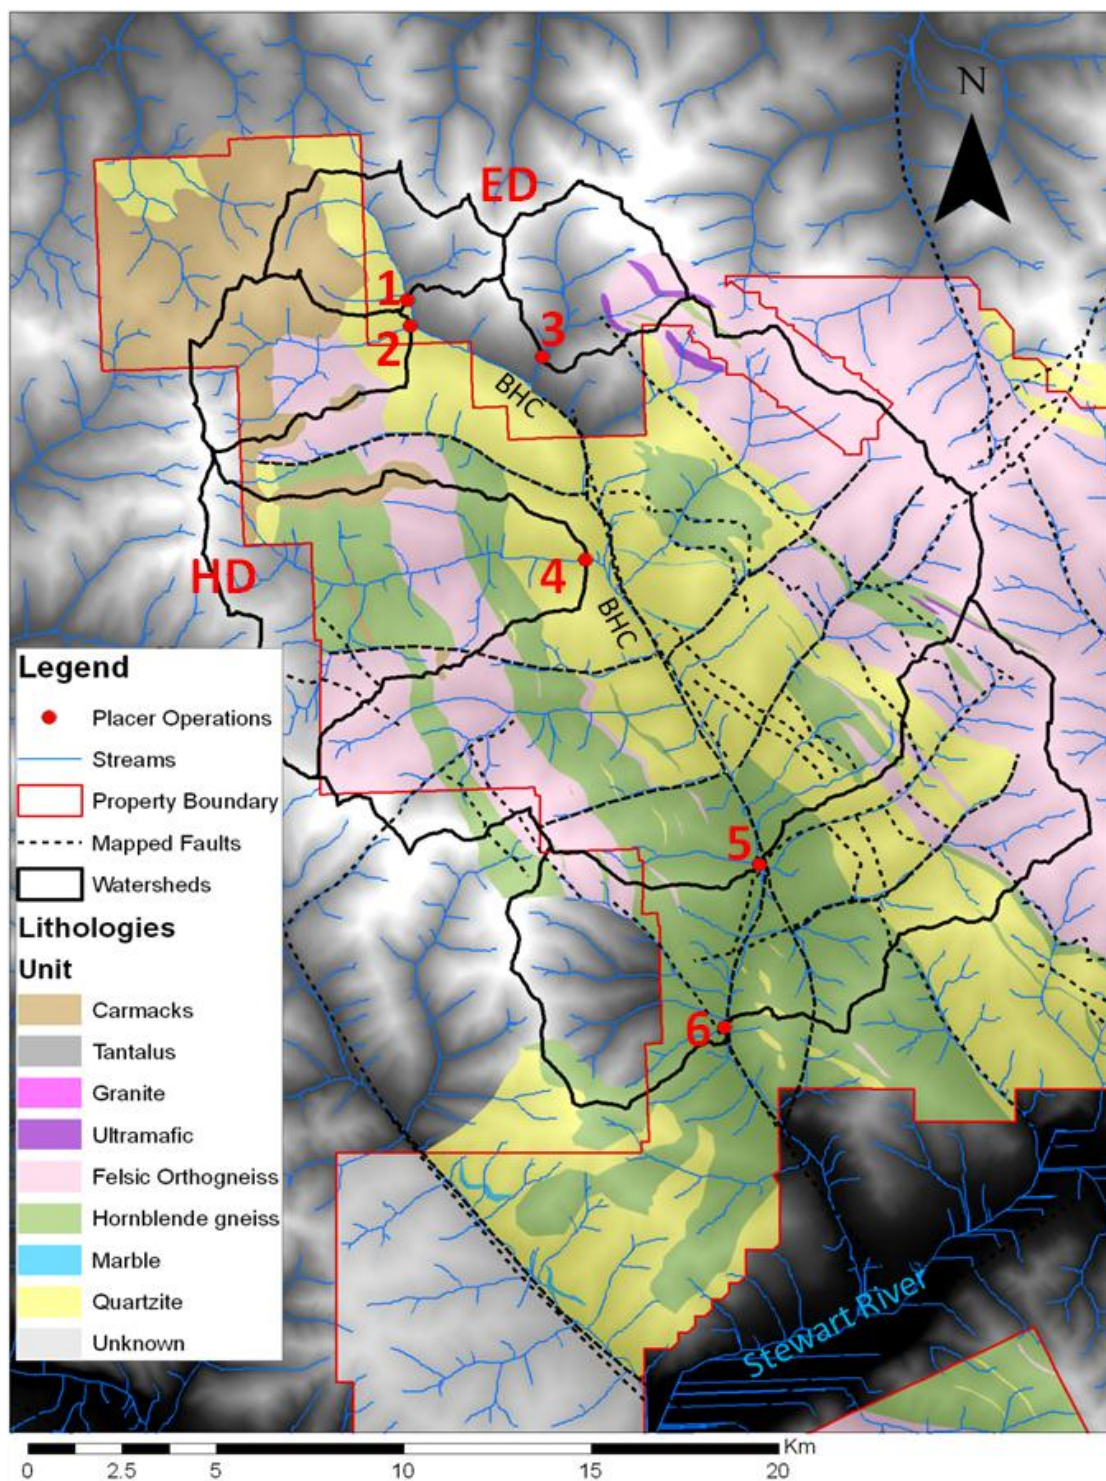 N
ED
1
2
3
BHC
4
HD
BHC
5
6
Stewart River
Legend
Placer Operations
Streams
Property Boundary
Mapped Faults
Watersheds
Lithologies
Unit
Carmacks
Tantalus
Granite
Ultramafic
Felsic Orthogneiss
Hornblende gneiss
Marble
Quartzite
Unknown
Km
0 2.5 5 10 15 20